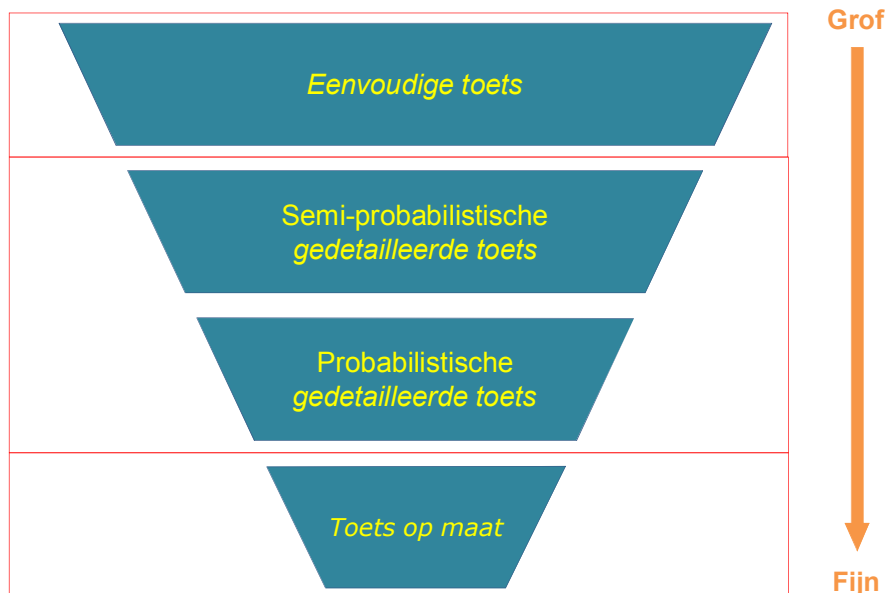 Grof
Eenvoudige toets
Semi-probabilistische
gedetailleerde toets
Probabilistische
gedetailleerde toets
Toets op maat
Fijn